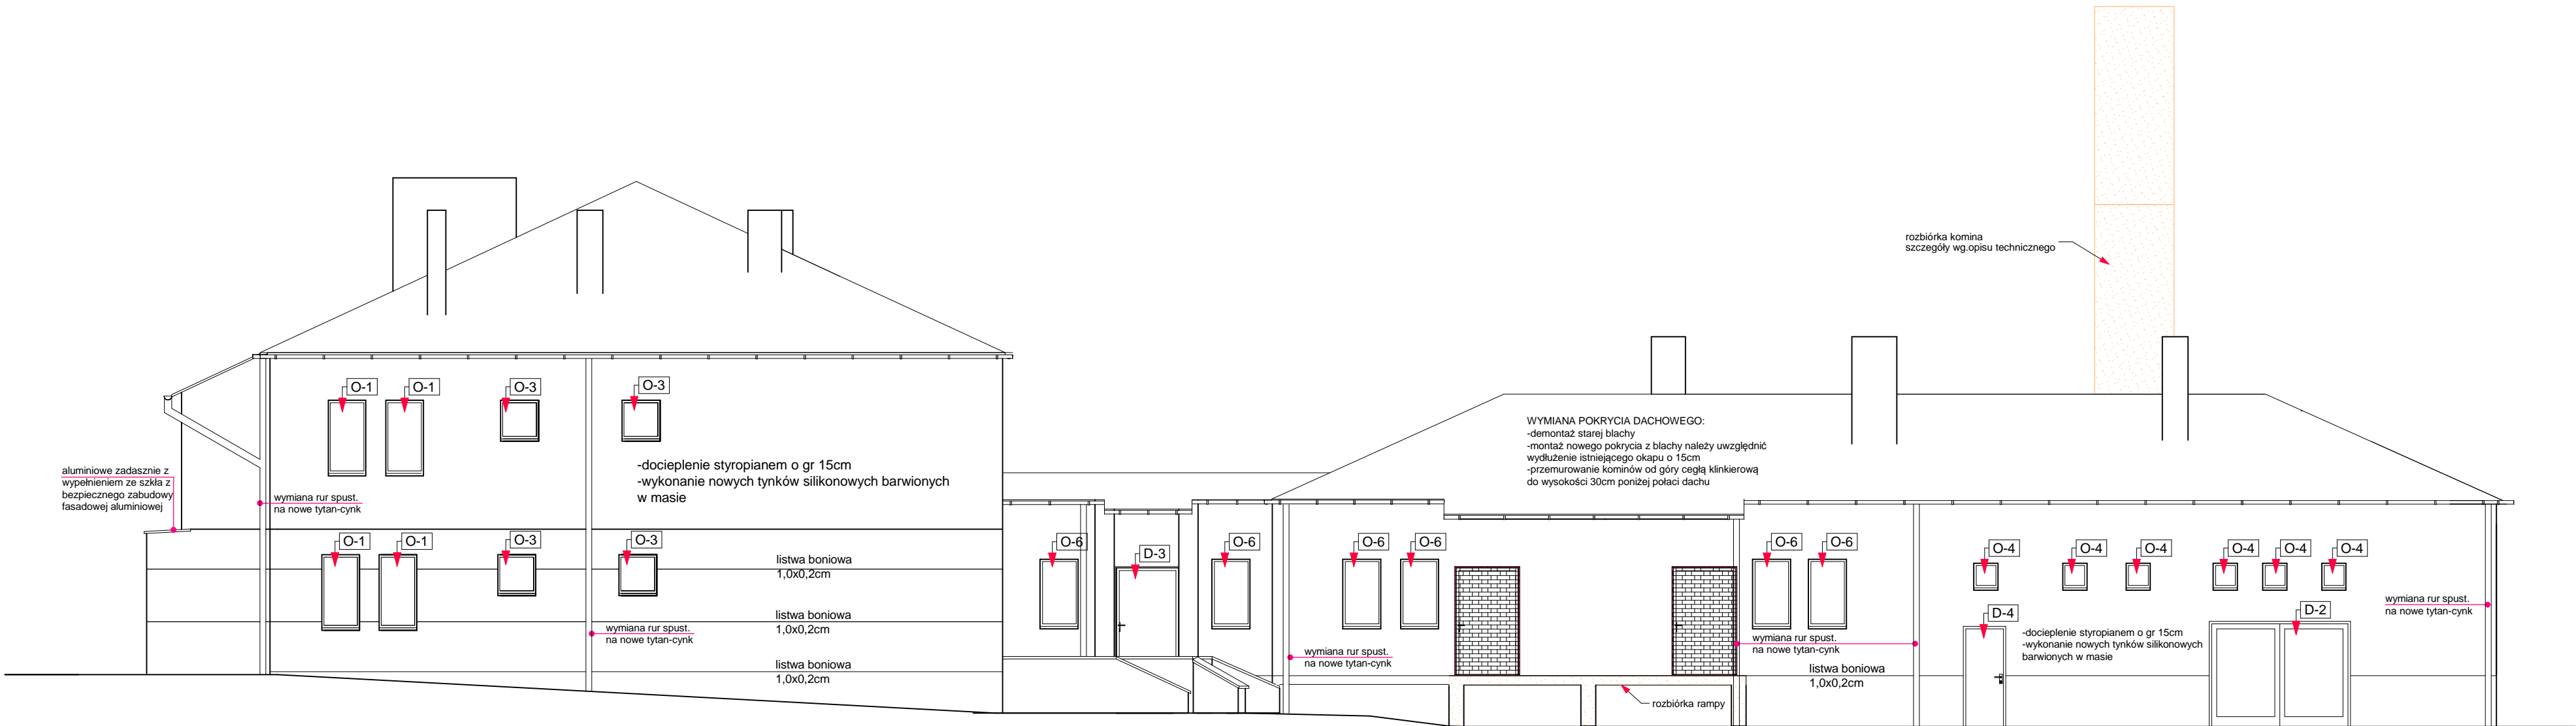 rozbiórka komina
szczegóły wg.opisu technicznego
O-1
O-1
O-3
O-3
WYMIANA POKRYCIA DACHOWEGO:
-demontaż starej blachy
-montaż nowego pokrycia z blachy należy uwzględnić
wydłużenie istniejącego okapu o 15cm
-przemurowanie kominów od góry cegłą klinkierową
do wysokości 30cm poniżej połaci dachu
-docieplenie styropianem o gr 15cm
-wykonanie nowych tynków silikonowych barwionych
w masie
aluminiowe zadasznie z
wypełnieniem ze szkła z
bezpiecznego zabudowy
fasadowej aluminiowej
wymiana rur spust.
na nowe tytan-cynk
O-1
O-1
O-3
O-3
O-6
D-3
O-6
O-6
O-6
O-6
O-6
O-4
O-4
O-4
O-4
O-4
O-4
listwa boniowa
1,0x0,2cm
listwa boniowa
1,0x0,2cm
listwa boniowa
1,0x0,2cm
wymiana rur spust.
na nowe tytan-cynk
wymiana rur spust.
na nowe tytan-cynk
wymiana rur spust.
na nowe tytan-cynk
listwa boniowa
1,0x0,2cm
D-4
D-2
-docieplenie styropianem o gr 15cm
-wykonanie nowych tynków silikonowych
barwionych w masie
wymiana rur spust.
na nowe tytan-cynk
rozbiórka rampy